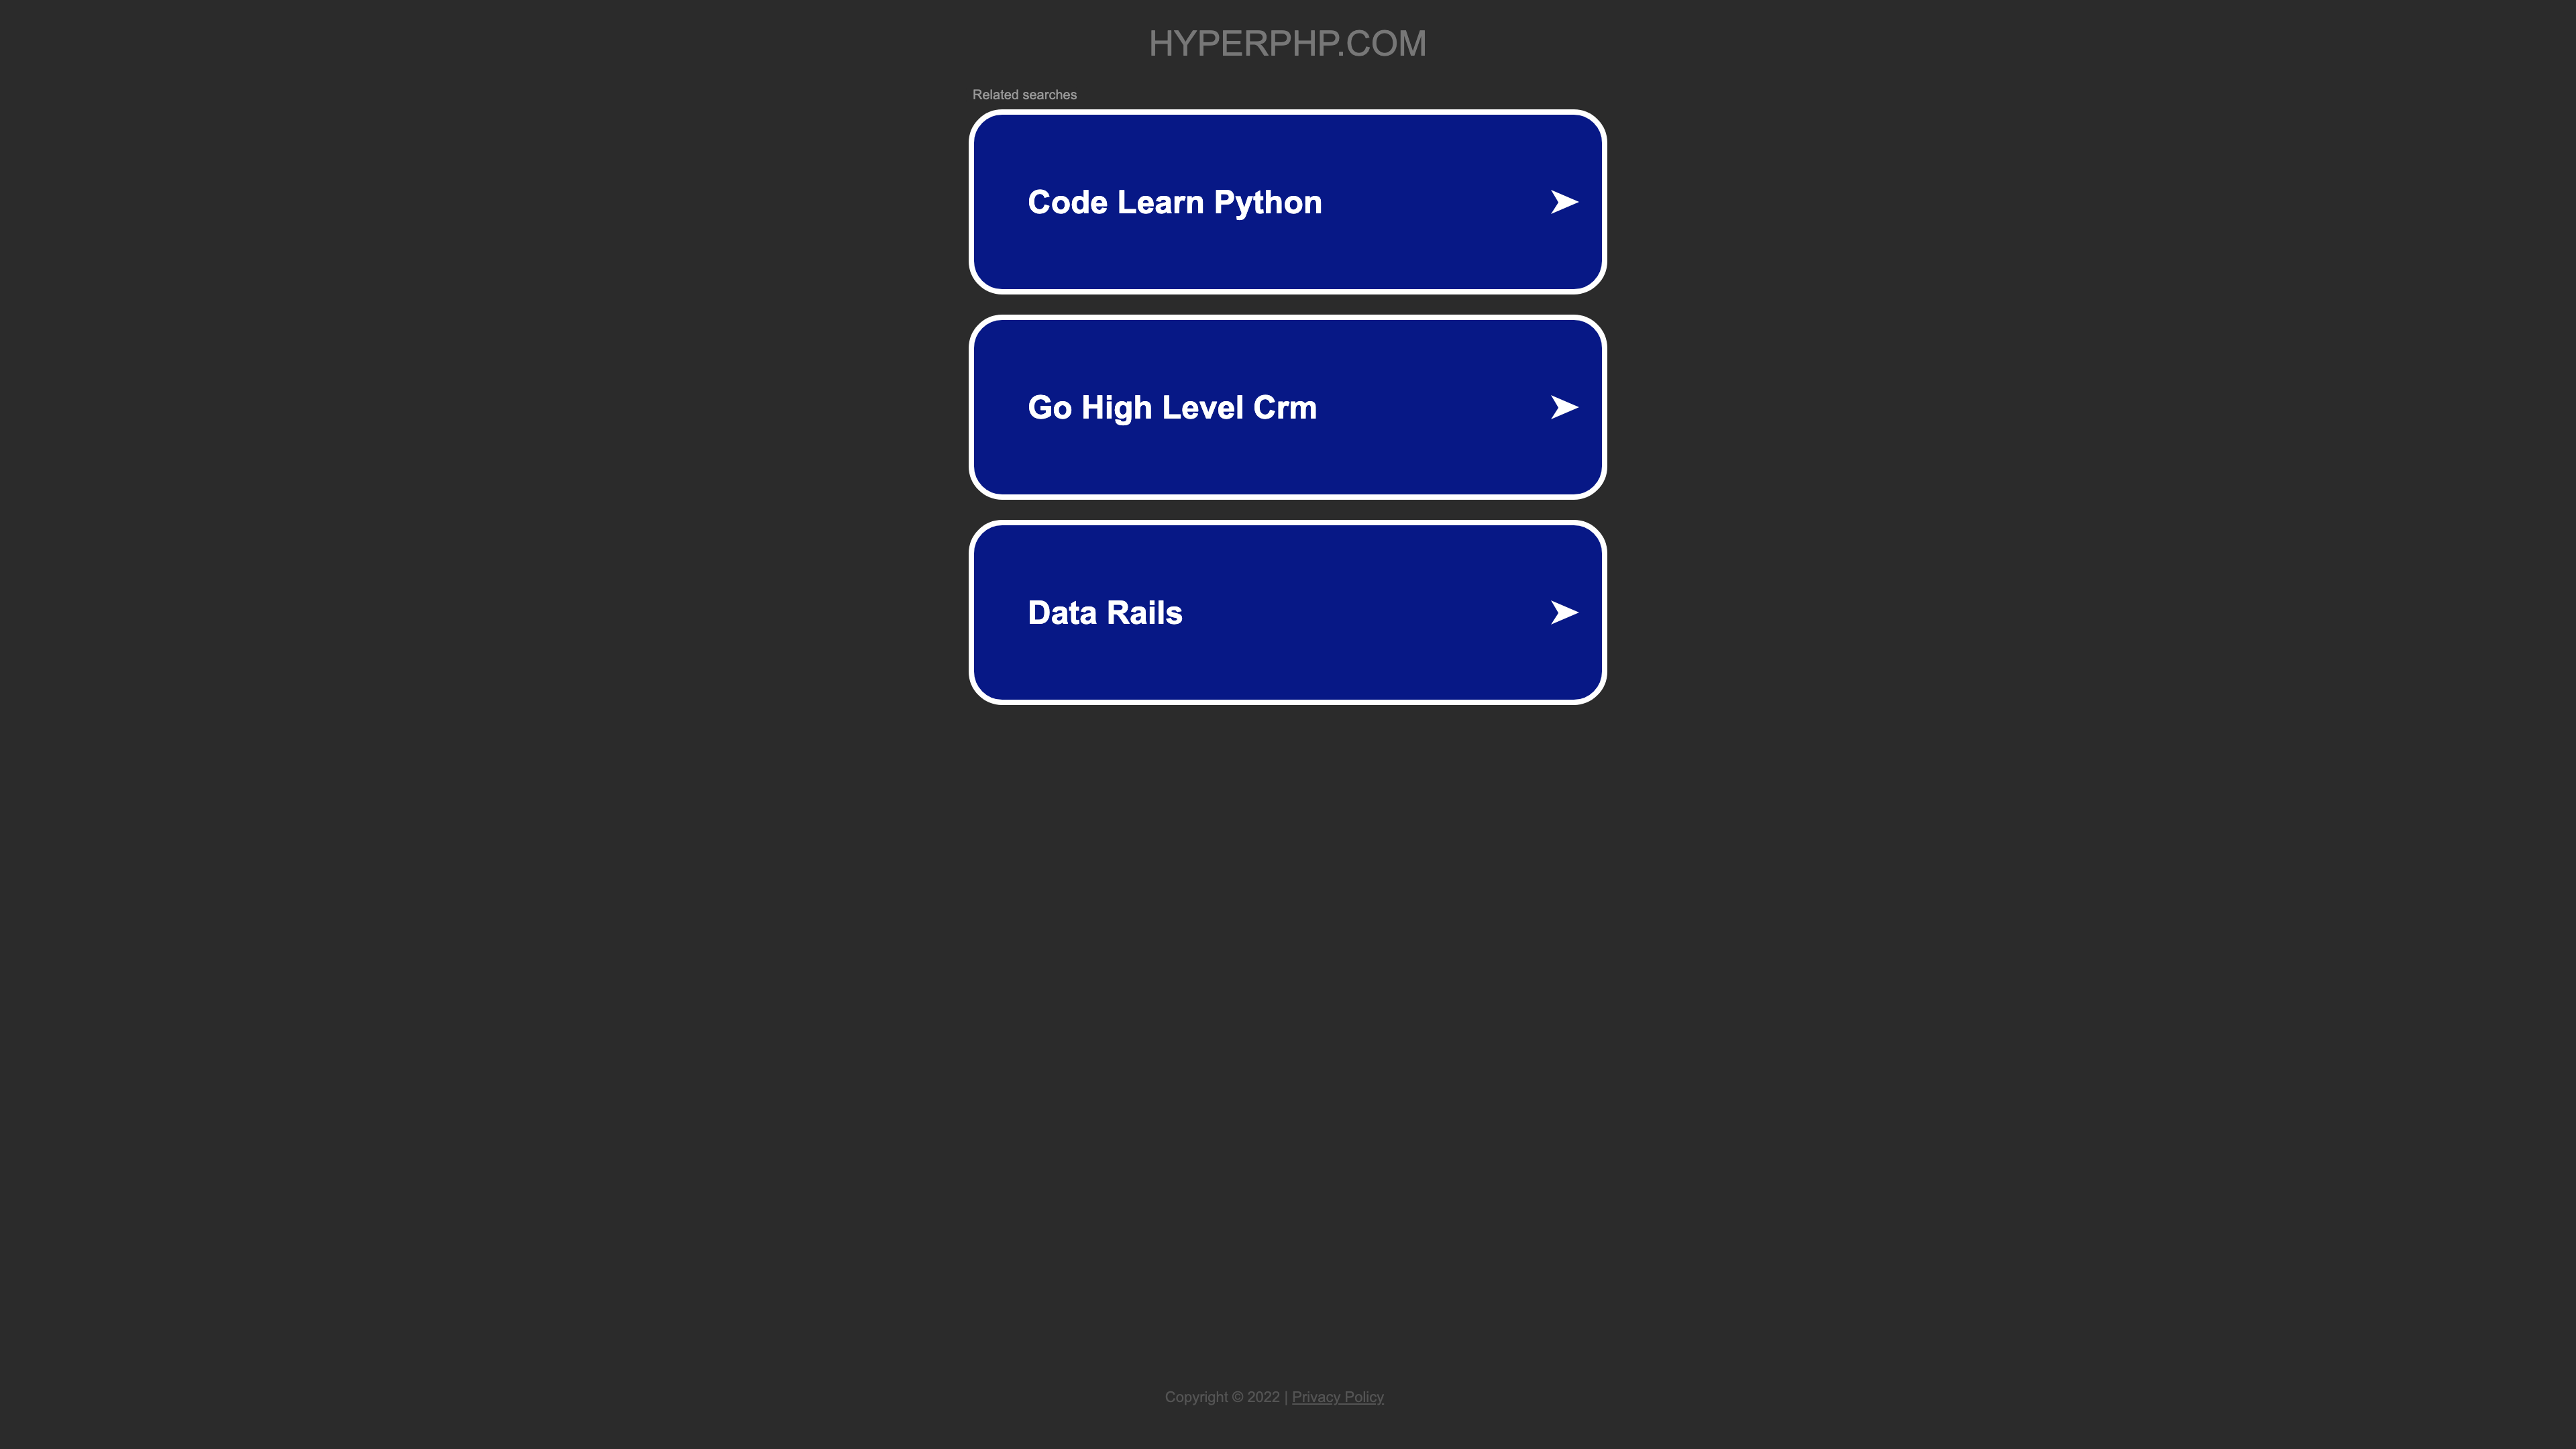 HYPERPHP.COM
Related searches
Code Learn Python
Go High Level Crm
Data Rails
Copyright © 2022 | Privacy Policy